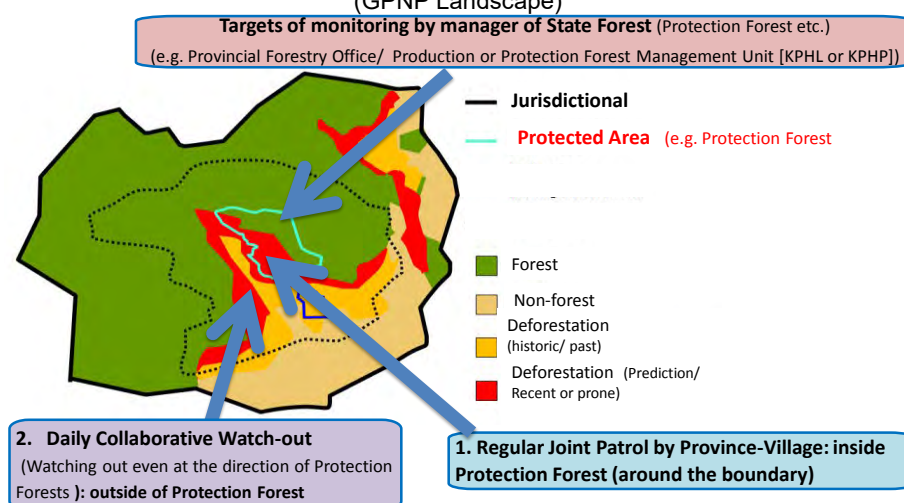 (GPNP Landscape)
Targets of monitoring by manager of State Forest (Protection Forest etc.)
(e.g. Provincial Forestry Office/ Production or Protection Forest Management Unit [KPHL or KPHP])
Jurisdictional
Protected Area (e.g. Protection Forest
Forest
Non-forest
Deforestation
(historic/ past)
Deforestation (Prediction/
Recent or prone)
2. Daily Collaborative Watch-out
(Watching out even at the direction of Protection
Forests ): outside of Protection Forest
1. Regular Joint Patrol by Province-Village: inside
Protection Forest (around the boundary)